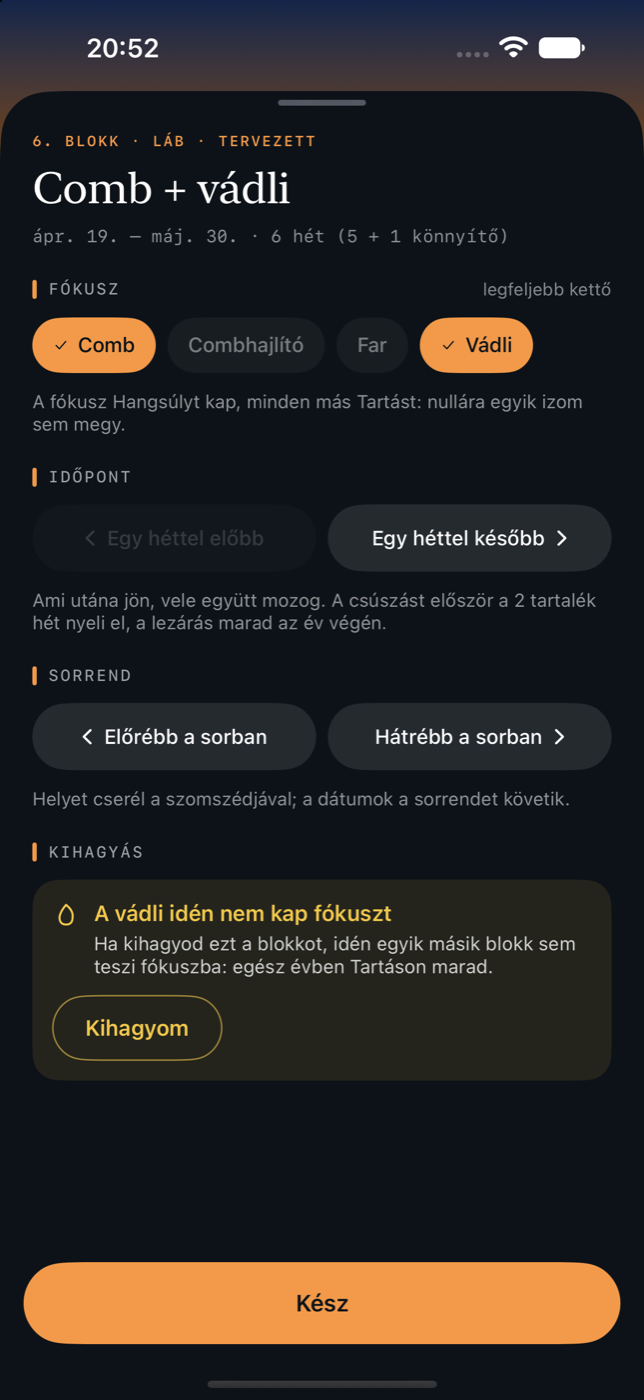 20:52
6. BLOKK · LÁB · TERVEZETT
Comb + vádli
ápr. 19. – máj. 30. · 6 hét (5 + 1 könnyítő)
FÓKUSZ legfeljebb kettő
Comb Combhajlító Far Vádli
A fókusz Hangsúlyt kap, minden más Tartást: nullára egyik izom
sem megy.
IDŐPONT
Egy héttel előbb Egy héttel később
Ami utána jön, vele együtt mozog. A csúszást először a 2 tartalék
hét nyeli el, a lezárás marad az év végén.
SORREND
Előrébb a sorban Hátrébb a sorban
Helyet cserél a szomszédjával; a dátumok a sorrendet követik.
KIHAGYÁS
A vádli idén nem kap fókuszt
Ha kihagyod ezt a blokkot, idén egyik másik blokk sem
teszi fókuszba: egész évben Tartáson marad.
Kihagyom
Kész